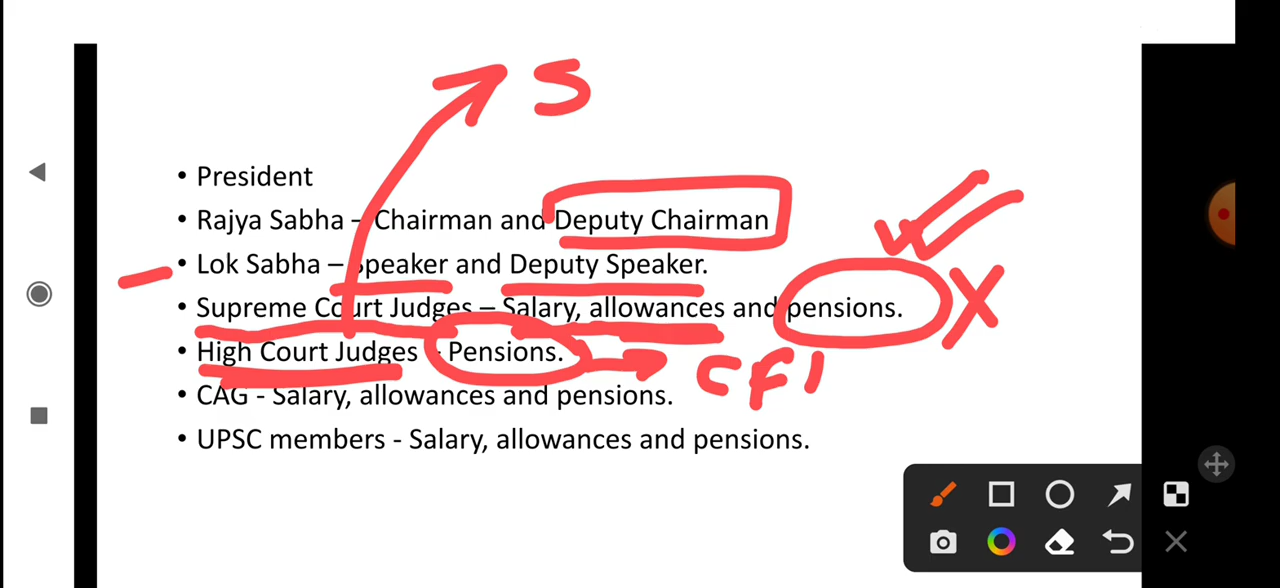 S
• President
• Rajya Sabha – Chairman and Deputy Chairman
• Lok Sabha – Speaker and Deputy Speaker.
• Supreme Court Judges – Salary, allowances and pensions. X
• High Court Judges - Pensions. → CFI
• CAG - Salary, allowances and pensions.
• UPSC members - Salary, allowances and pensions.